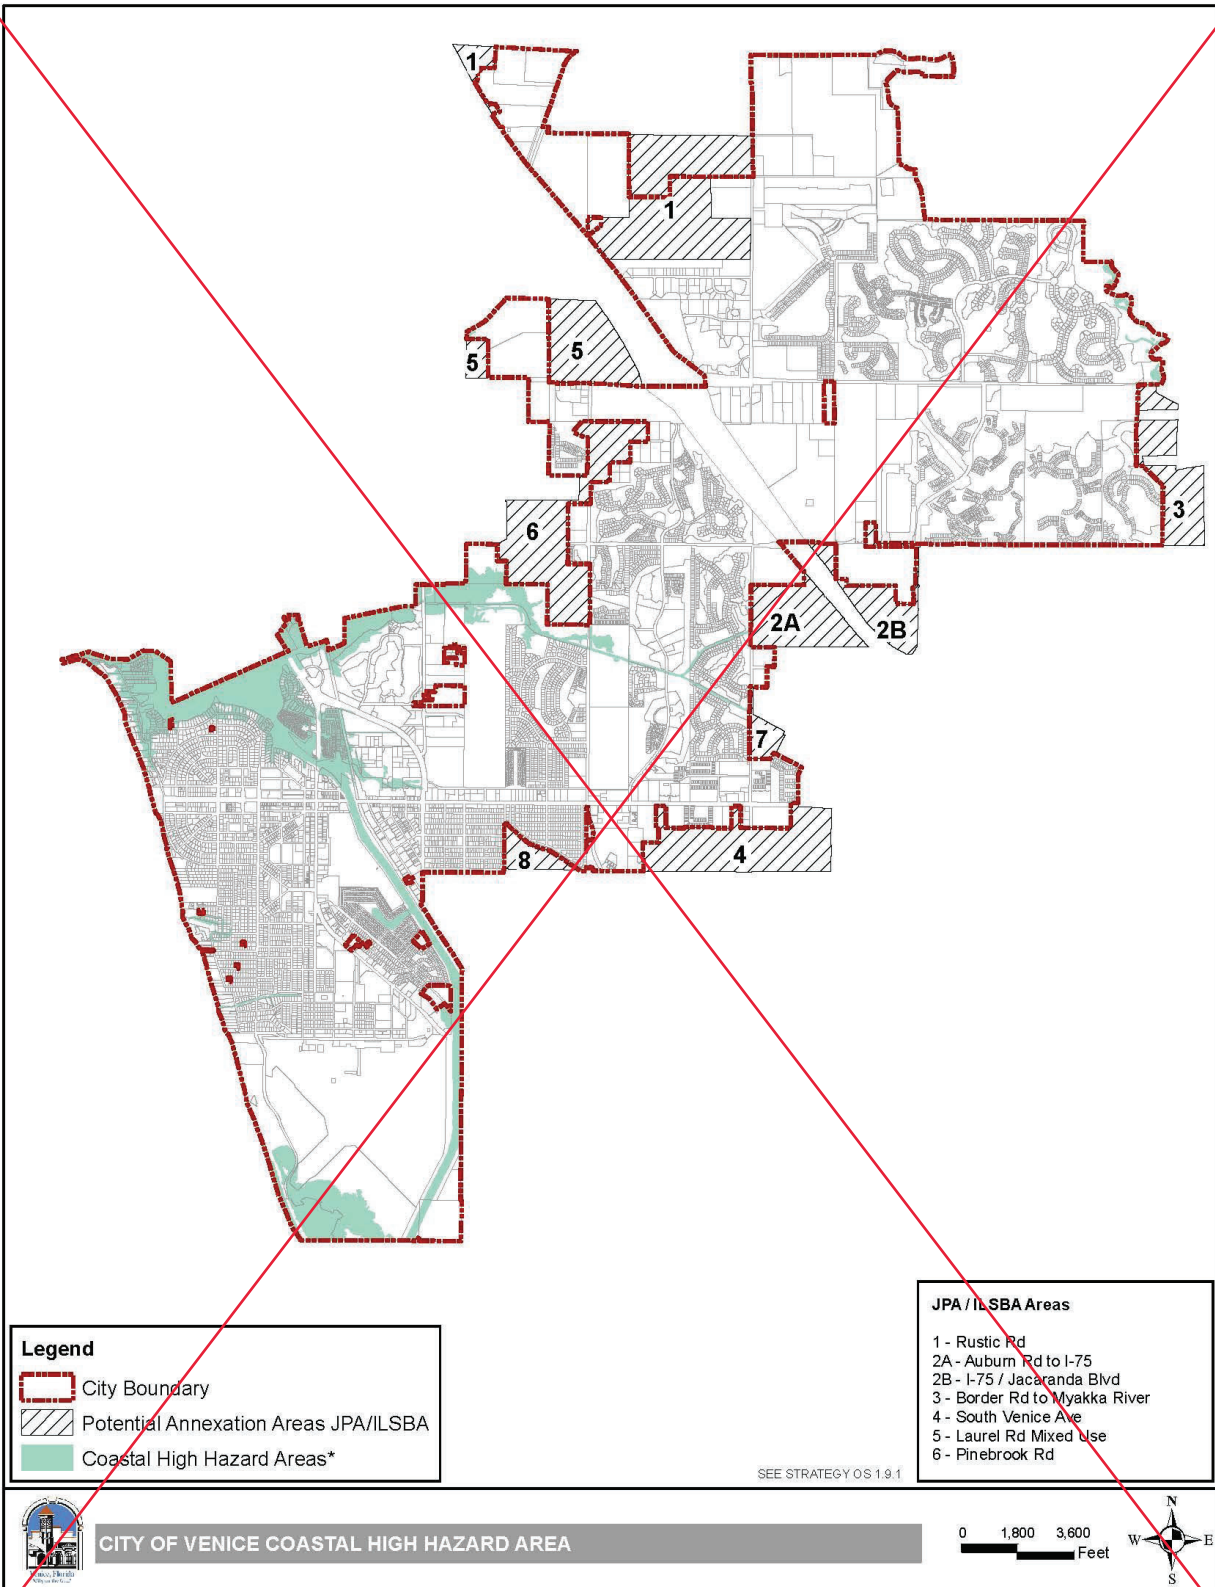 1
1
5
5
3
6
2A
2B
7
4
8
JPA / ILSBA Areas
1 - Rustic Rd
2A - Auburn Rd to I-75
2B - I-75 / Jacaranda Blvd
3 - Border Rd to Myakka River
4 - South Venice Ave
5 - Laurel Rd Mixed Use
6 - Pinebrook Rd
Legend
City Boundary
Potential Annexation Areas JPA/ILSBA
Coastal High Hazard Areas*
SEE STRATEGY OS 1.9.1
CITY OF VENICE COASTAL HIGH HAZARD AREA
0 1,800 3,600
Feet
N
W E
S
Venice, Florida